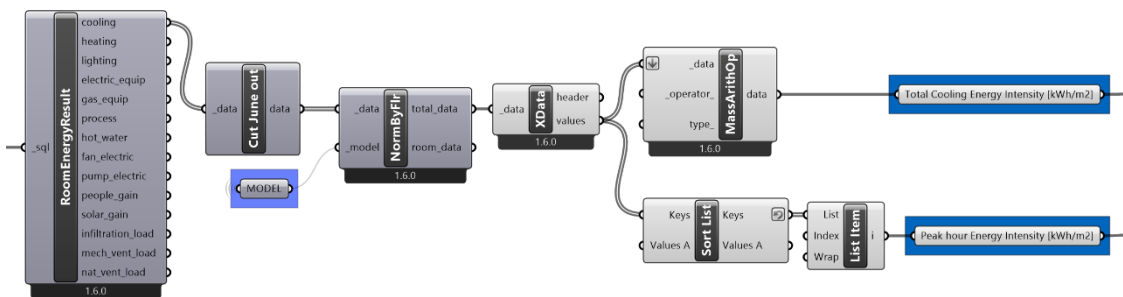 _sql
RoomEnergyResult
cooling
heating
lighting
electric_equip
gas_equip
process
hot_water
fan_electric
pump_electric
people_gain
solar_gain
infiltration_load
mech_vent_load
nat_vent_load
1.6.0
_data
Cut June out
data
MODEL
_data
_model
NormByFlr
total_data
room_data
1.6.0
_data
XData
header
values
1.6.0
_data
_operator_
type_
MassArithOp
data
1.6.0
Total Cooling Energy Intensity [kWh/m2]
Keys
Values A
Sort List
Keys
Values A
List
Index
Wrap
List Item
i
Peak hour Energy Intensity [kWh/m2]